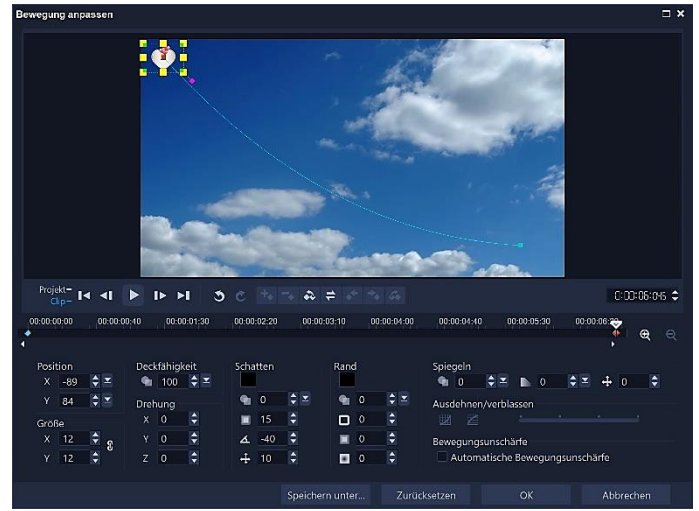 Bewegung anpassen
Projekt-
Clip-
0:00:06:045
00:00:00:00 00:00:00:40 00:00:01:30 00:00:02:20 00:00:03:10 00:00:04:00 00:00:04:40 00:00:05:30
Position Deckfähigkeit Schatten Rand Spiegeln
X -89 100 0 0 0
Y 84 Drehung 0 0 Ausdehnen/verblassen
Größe X 0 15 0
X 12 Y 0 -40 0 Bewegungsunschärfe
Y 12 Z 0 10 0 Automatische Bewegungsunschärfe
Speichern unter... Zurücksetzen OK Abbrechen